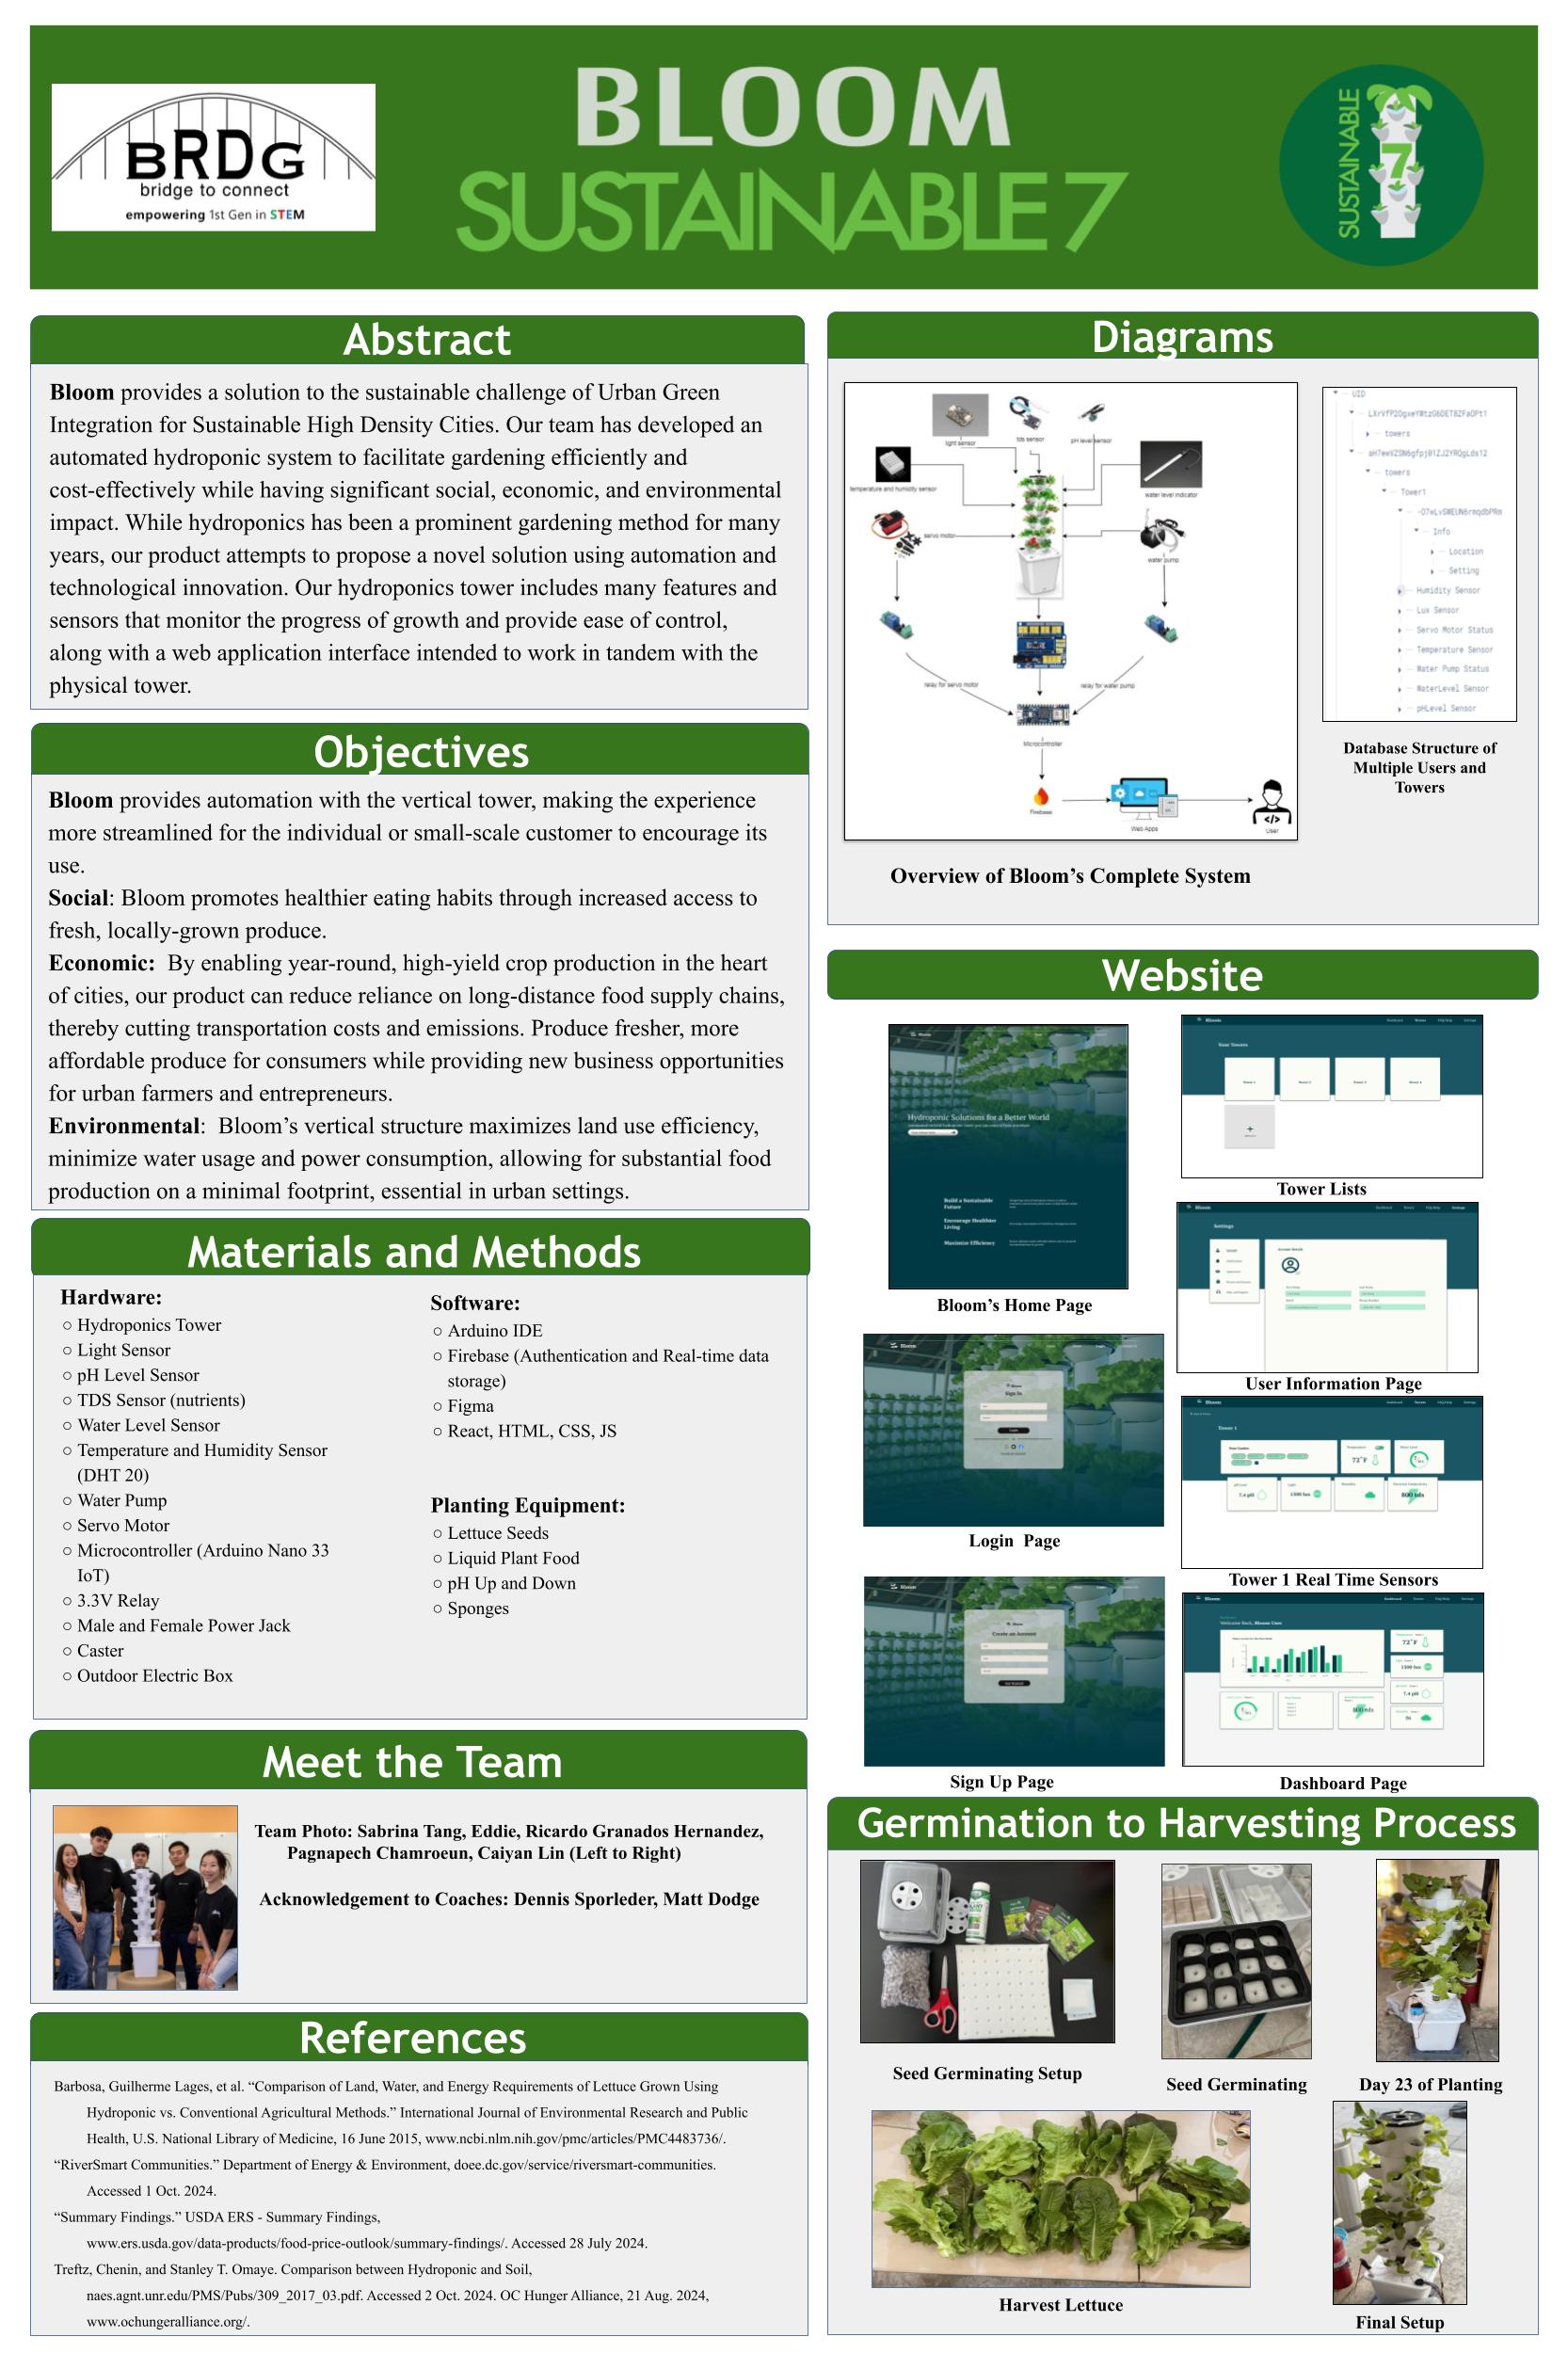 BRDG
bridge to connect
empowering 1st Gen in STEM
BLOOM
SUSTAINABLE 7
SUSTAINABLE
7
Abstract
Bloom provides a solution to the sustainable challenge of Urban Green
Integration for Sustainable High Density Cities. Our team has developed an
automated hydroponic system to facilitate gardening efficiently and
cost-effectively while having significant social, economic, and environmental
impact. While hydroponics has been a prominent gardening method for many
years, our product attempts to propose a novel solution using automation and
technological innovation. Our hydroponics tower includes many features and
sensors that monitor the progress of growth and provide ease of control,
along with a web application interface intended to work in tandem with the
physical tower.
Objectives
Bloom provides automation with the vertical tower, making the experience
more streamlined for the individual or small-scale customer to encourage its
use.
Social: Bloom promotes healthier eating habits through increased access to
fresh, locally-grown produce.
Economic: By enabling year-round, high-yield crop production in the heart
of cities, our product can reduce reliance on long-distance food supply chains,
thereby cutting transportation costs and emissions. Produce fresher, more
affordable produce for consumers while providing new business opportunities
for urban farmers and entrepreneurs.
Environmental: Bloom’s vertical structure maximizes land use efficiency,
minimize water usage and power consumption, allowing for substantial food
production on a minimal footprint, essential in urban settings.
Materials and Methods
Hardware:
○ Hydroponics Tower
○ Light Sensor
○ pH Level Sensor
○ TDS Sensor (nutrients)
○ Water Level Sensor
○ Temperature and Humidity Sensor
(DHT 20)
○ Water Pump
○ Servo Motor
○ Microcontroller (Arduino Nano 33
IoT)
○ 3.3V Relay
○ Male and Female Power Jack
○ Caster
○ Outdoor Electric Box
Software:
○ Arduino IDE
○ Firebase (Authentication and Real-time data
storage)
○ Figma
○ React, HTML, CSS, JS
Planting Equipment:
○ Lettuce Seeds
○ Liquid Plant Food
○ pH Up and Down
○ Sponges
Meet the Team
Team Photo: Sabrina Tang, Eddie, Ricardo Granados Hernandez,
Pagnapech Chamroeun, Caiyan Lin (Left to Right)
Acknowledgement to Coaches: Dennis Sporleder, Matt Dodge
References
Barbosa, Guilherme Lages, et al. “Comparison of Land, Water, and Energy Requirements of Lettuce Grown Using
Hydroponic vs. Conventional Agricultural Methods.” International Journal of Environmental Research and Public
Health, U.S. National Library of Medicine, 16 June 2015, www.ncbi.nlm.nih.gov/pmc/articles/PMC4483736/.
“RiverSmart Communities.” Department of Energy & Environment, doee.dc.gov/service/riversmart-communities.
Accessed 1 Oct. 2024.
“Summary Findings.” USDA ERS - Summary Findings,
www.ers.usda.gov/data-products/food-price-outlook/summary-findings/. Accessed 28 July 2024.
Treftz, Chenin, and Stanley T. Omaye. Comparison between Hydroponic and Soil,
naes.agnt.unr.edu/PMS/Pubs/309_2017_03.pdf. Accessed 2 Oct. 2024. OC Hunger Alliance, 21 Aug. 2024,
www.ochungeralliance.org/.
Diagrams
light sensor
tds sensor
pH level sensor
temperature and humidity sensor
water level indicator
servo motor
water pump
relay for servo motor
relay for water pump
Microcontroller
Firebase
Web Apps
User
Overview of Bloom’s Complete System
UID
towers
towers
Tower1
Info
Location
Setting
Humidity Sensor
Lux Sensor
Servo Motor Status
Temperature Sensor
Water Pump Status
WaterLevel Sensor
pHLevel Sensor
Database Structure of
Multiple Users and
Towers
Website
Bloom
Hydroponic Solutions for a Better World
Build a Sustainable
Future
Encourage Healthier
Living
Maximize Efficiency
Bloom’s Home Page
Bloom
Your Towers
Tower Lists
Bloom
Settings
User Information Page
Bloom
Sign In
Login Page
Bloom
Tower 1
72°F
7.4 pH
1500 lux
800 tds
Tower 1 Real Time Sensors
Bloom
Create an Account
Sign Up Page
Bloom
Welcome Back, Bloom User
72°F
1500 lux
7.4 pH
800 tds
Dashboard Page
Germination to Harvesting Process
Seed Germinating Setup
Seed Germinating
Day 23 of Planting
Harvest Lettuce
Final Setup